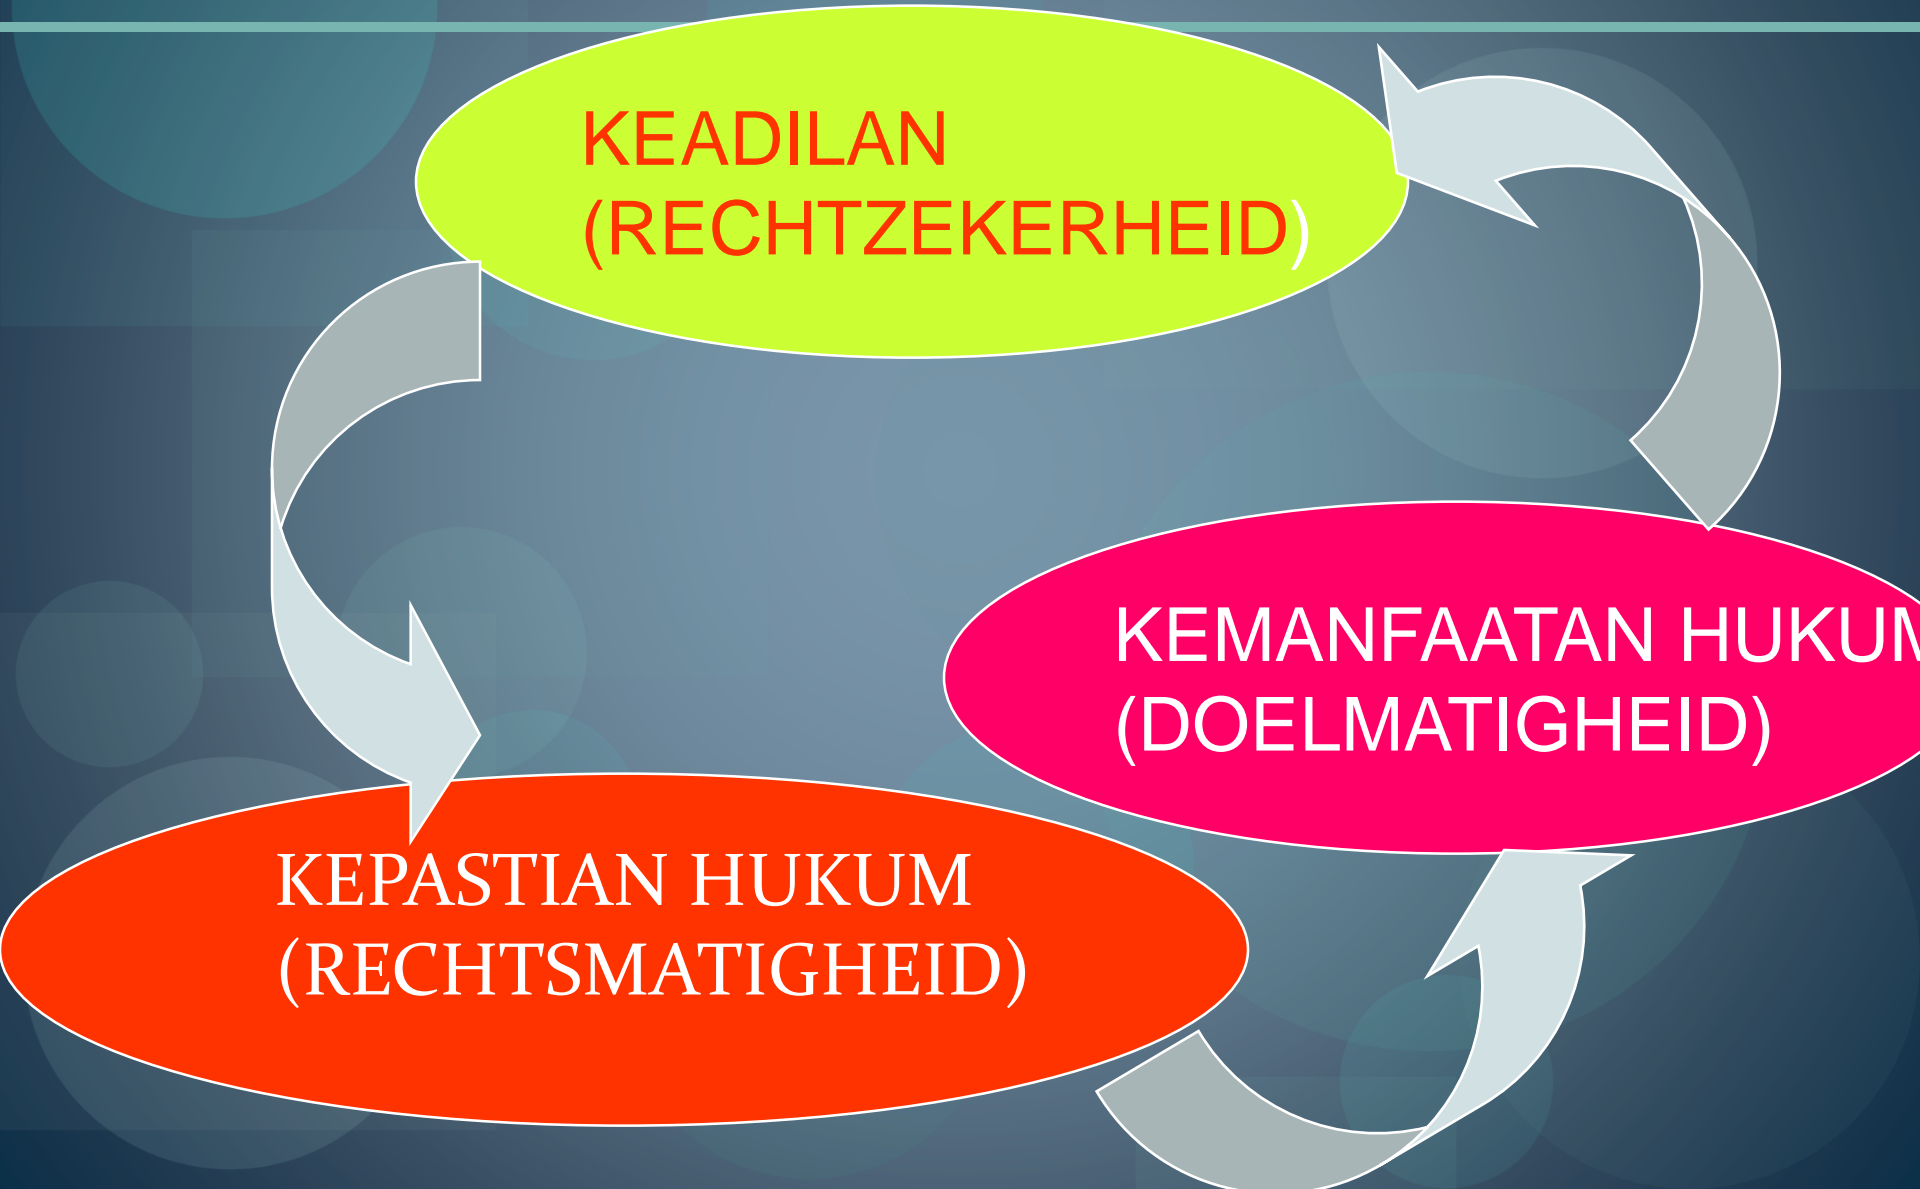 KEADILAN
(RECHTZEKERHEID)
KEMANFAATAN HUKUM
(DOELMATIGHEID)
KEPASTIAN HUKUM
(RECHTSMATIGHEID)